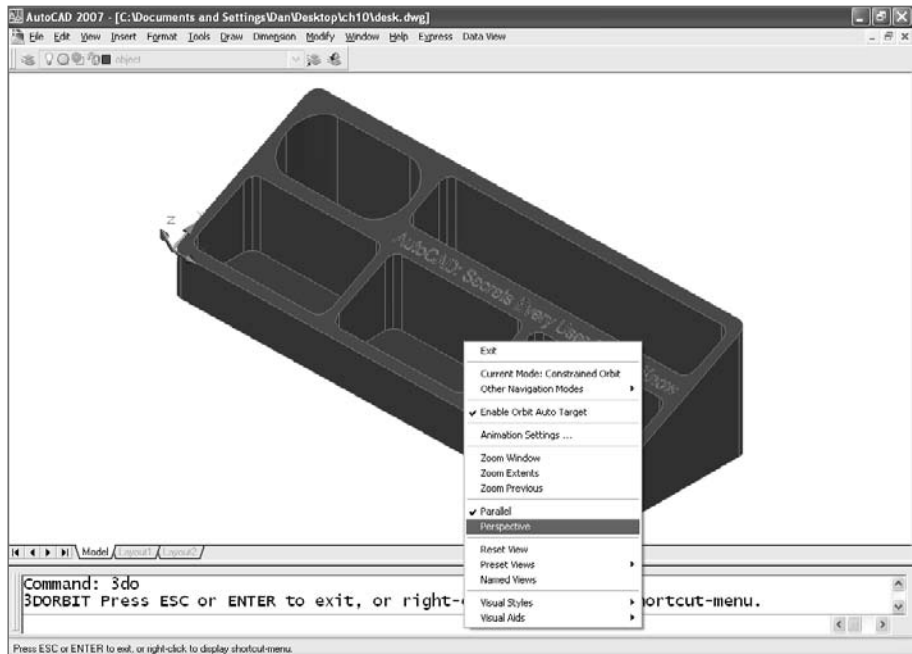 AutoCAD 2007 - [C:\Documents and Settings\Dan\Desktop\ch10\desk.dwg]
File Edit View Insert Format Tools Draw Dimension Modify Window Help Express Data View
object
Z
AutoCAD: Secrets Every User
Know
Exit
Current Mode: Constrained Orbit
Other Navigation Modes
Enable Orbit Auto Target
Animation Settings ...
Zoom Window
Zoom Extents
Zoom Previous
Parallel
Perspective
Reset View
Preset Views
Named Views
Visual Styles
Visual Aids
Model Layout1 Layout2
Command: 3do
3DORBIT Press ESC or ENTER to exit, or right-c ortcut-menu.
Press ESC or ENTER to exit, or right-click to display shortcut-menu.